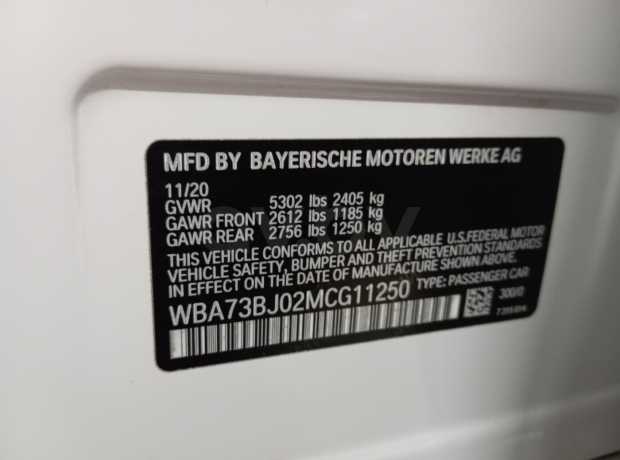 MFD BY BAYERISCHE MOTOREN WERKE AG
11/20
GVWR 5302 lbs 2405 kg
GAWR FRONT 2612 lbs 1185 kg
GAWR REAR 2756 lbs 1250 kg
THIS VEHICLE CONFORMS TO ALL APPLICABLE U.S.FEDERAL MOTOR
VEHICLE SAFETY, BUMPER AND THEFT PREVENTION STANDARDS
IN EFFECT ON THE DATE OF MANUFACTURE SHOWN ABOVE.
WBA73BJ02MCG11250 TYPE: PASSENGER CAR
300/0